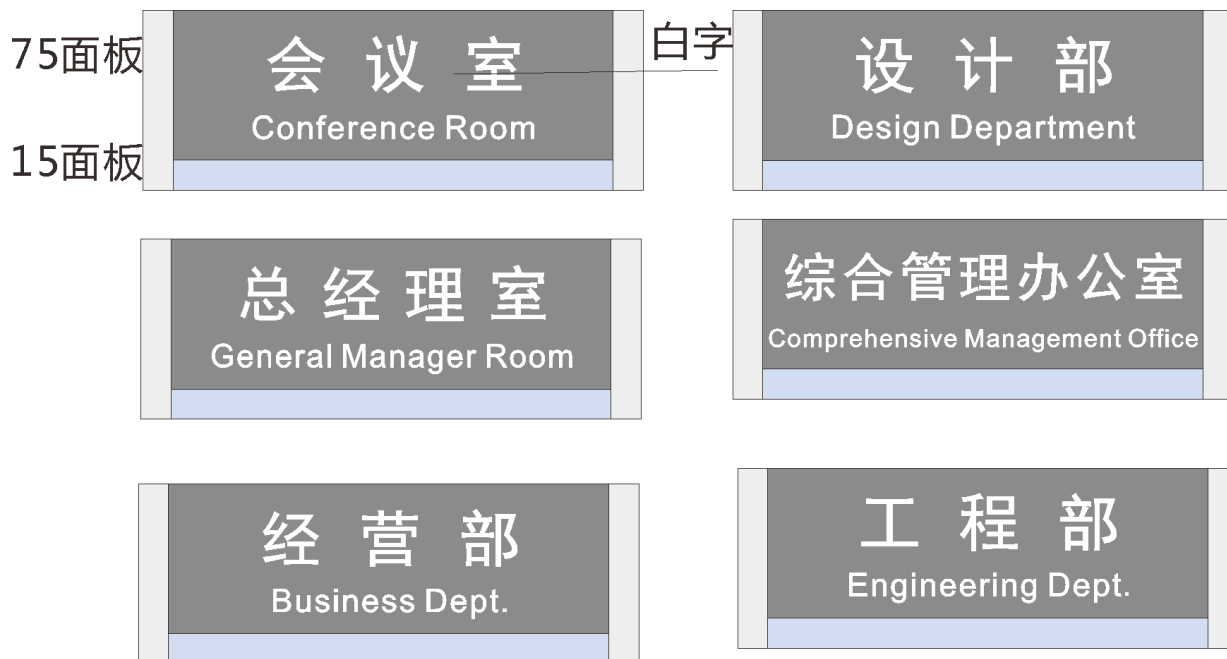 75面板
会议室
Conference Room
15面板
白字
设计部
Design Department
总经理室
General Manager Room
综合管理办公室
Comprehensive Management Office
经营部
Business Dept.
工程部
Engineering Dept.